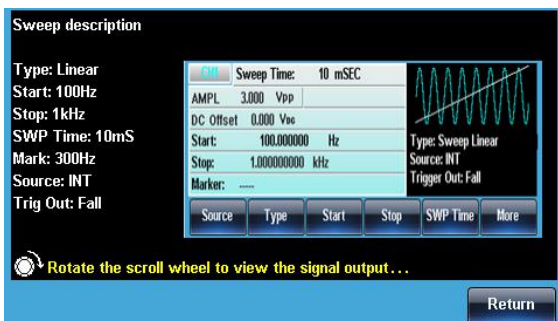 Sweep description
Type: Linear
Start: 100Hz
Stop: 1kHz
SWP Time: 10mS
Mark: 300Hz
Source: INT
Trig Out: Fall
CH1 Sweep Time: 10 mSEC
AMPL 3.000 Vpp
DC Offset 0.000 VDC
Start: 100.000000 Hz
Stop: 1.000000000 kHz
Marker: ----
Type: Sweep Linear
Source: INT
Trigger Out: Fall
Source Type Start Stop SWP Time More
Rotate the scroll wheel to view the signal output...
Return